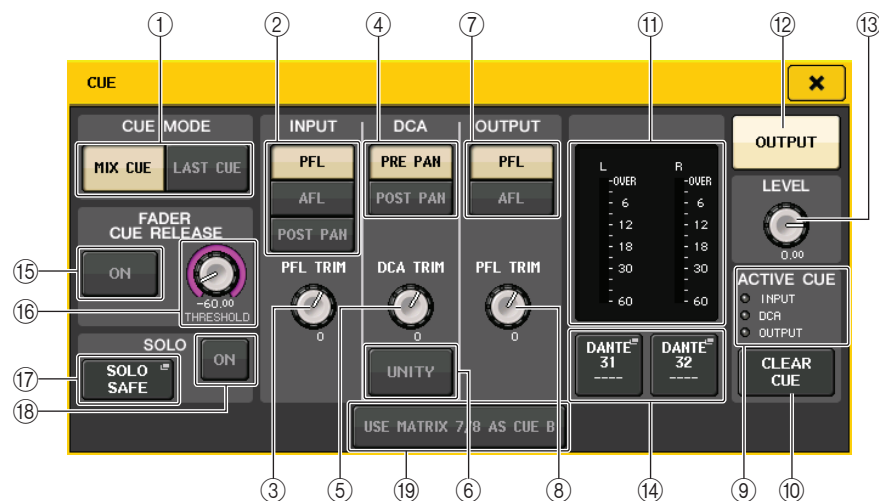 ① ② ④ ⑦ ⑪ ⑫ ⑬
CUE
CUE MODE
MIX CUE LAST CUE
FADER
CUE RELEASE
ON
-60.00
THRESHOLD
SOLO
SOLO
SAFE
ON
INPUT
PFL
AFL
POST PAN
PFL TRIM
0
DCA
PRE PAN
POST PAN
DCA TRIM
0
UNITY
OUTPUT
PFL
AFL
PFL TRIM
0
USE MATRIX 7/8 AS CUE B
L R
OVER OVER
6 6
12 12
18 18
30 30
60 60
DANTE
31
----
DANTE
32
----
OUTPUT
LEVEL
0.00
ACTIVE CUE
INPUT
DCA
OUTPUT
CLEAR
CUE
⑮
⑯
⑰
⑱
③ ⑤ ⑲ ⑥ ⑧ ⑭ ⑨ ⑩